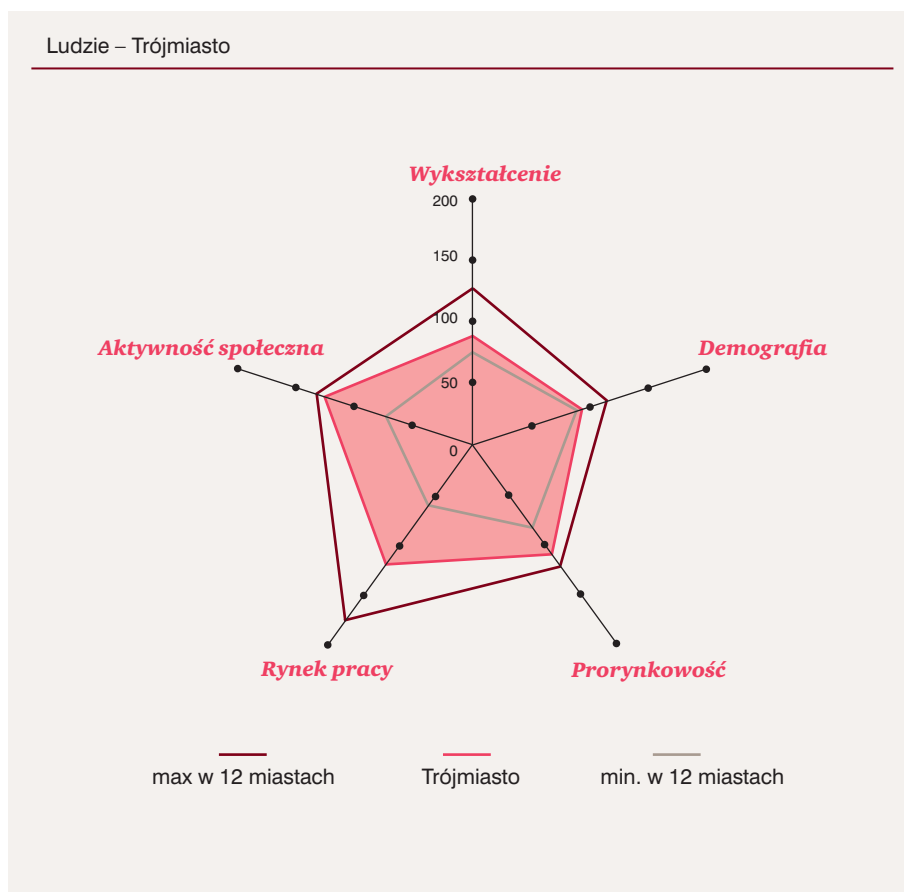 Ludzie – Trójmiasto
Wykształcenie
200
150
100
Aktywność społeczna
Demografia
50
0
Rynek pracy
Prorynkowość
max w 12 miastach
Trójmiasto
min. w 12 miastach